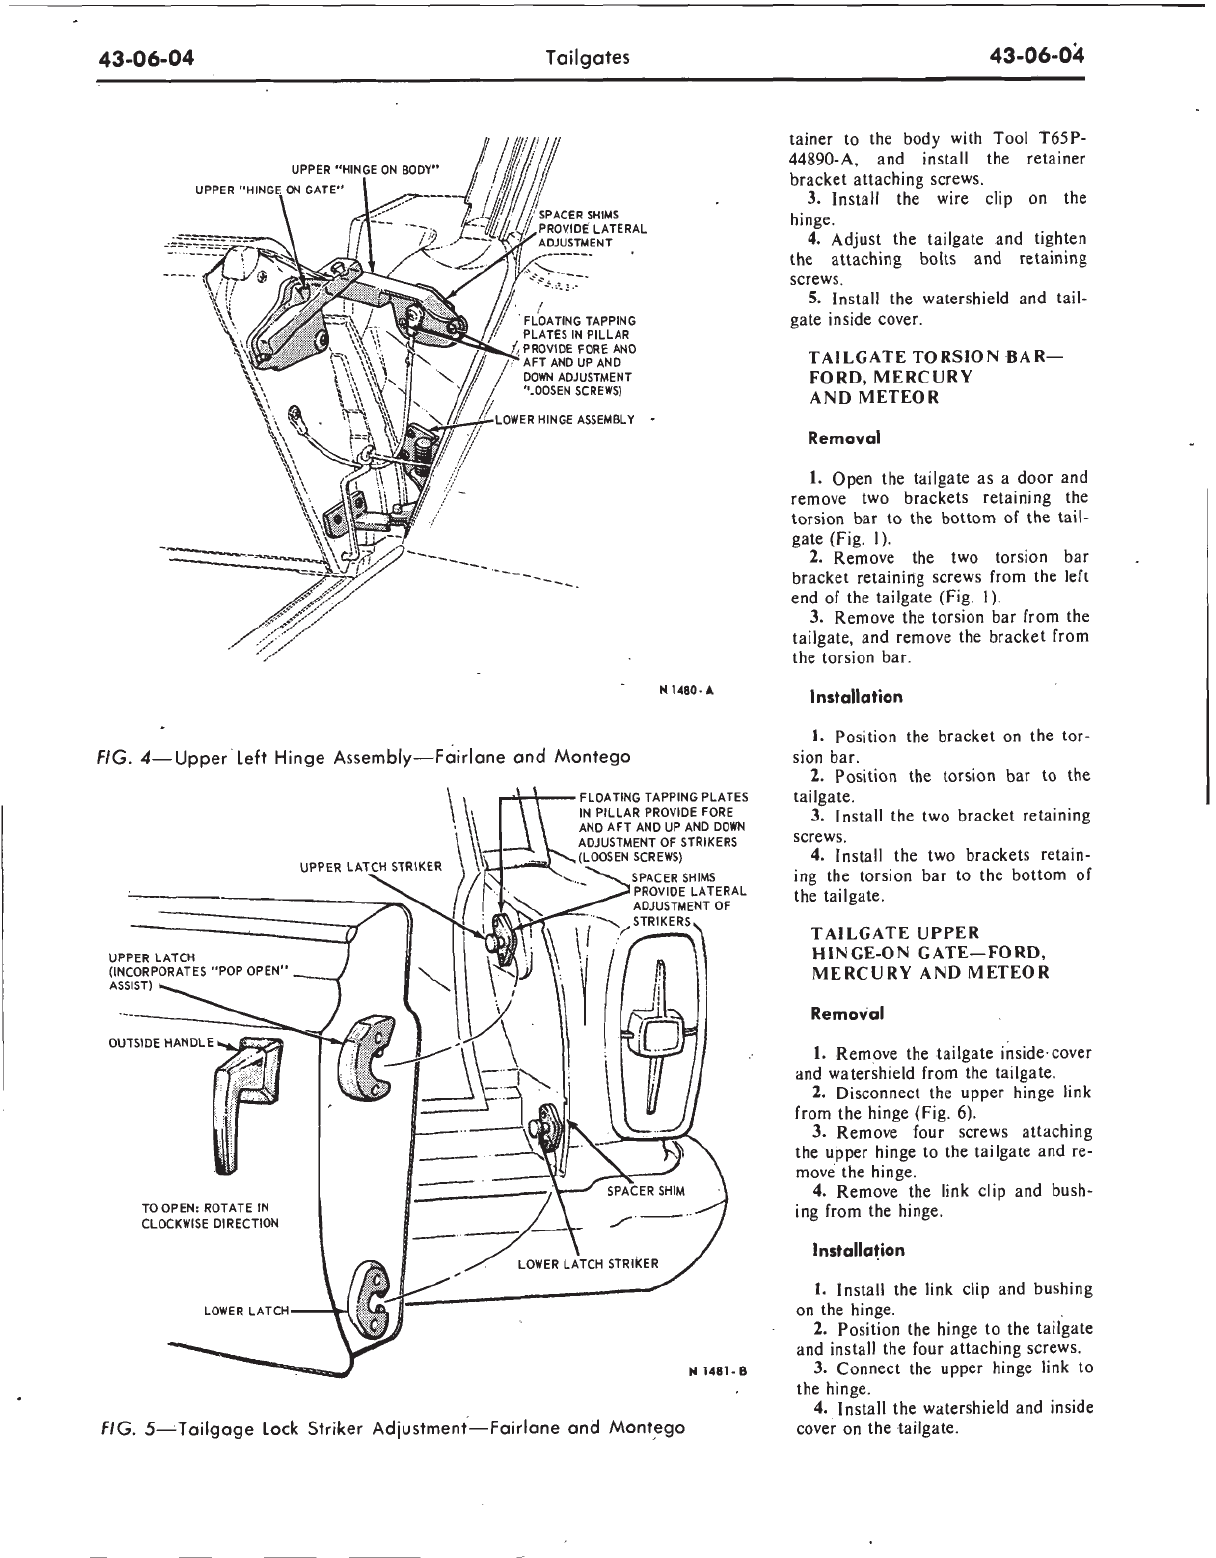 43-06-04
Tailgates
43-06-04
UPPER "HINGE ON BODY"
UPPER "HINGE ON GATE"
SPACER SHIMS
PROVIDE LATERAL
ADJUSTMENT
FLOATING TAPPING
PLATES IN PILLAR
PROVIDE FORE AND
AFT AND UP AND
DOWN ADJUSTMENT
(LOOSEN SCREWS)
LOWER HINGE ASSEMBLY
N 1480-A
FIG. 4—Upper Left Hinge Assembly—Fairlane and Montego
FLOATING TAPPING PLATES
IN PILLAR PROVIDE FORE
AND AFT AND UP AND DOWN
ADJUSTMENT OF STRIKERS
(LOOSEN SCREWS)
UPPER LATCH STRIKER
SPACER SHIMS
PROVIDE LATERAL
ADJUSTMENT OF
STRIKERS
UPPER LATCH
(INCORPORATES "POP OPEN"
ASSIST)
OUTSIDE HANDLE
TO OPEN: ROTATE IN
CLOCKWISE DIRECTION
SPACER SHIM
LOWER LATCH STRIKER
LOWER LATCH
N 1481-B
FIG. 5—Tailgage Lock Striker Adjustment—Fairlane and Montego
tainer to the body with Tool T65P-
44890-A, and install the retainer
bracket attaching screws.
3. Install the wire clip on the
hinge.
4. Adjust the tailgate and tighten
the attaching bolts and retaining
screws.
5. Install the watershield and tail-
gate inside cover.
TAILGATE TORSION BAR—
FORD, MERCURY
AND METEOR
Removal
1. Open the tailgate as a door and
remove two brackets retaining the
torsion bar to the bottom of the tail-
gate (Fig. 1).
2. Remove the two torsion bar
bracket retaining screws from the left
end of the tailgate (Fig. 1).
3. Remove the torsion bar from the
tailgate, and remove the bracket from
the torsion bar.
Installation
1. Position the bracket on the tor-
sion bar.
2. Position the torsion bar to the
tailgate.
3. Install the two bracket retaining
screws.
4. Install the two brackets retain-
ing the torsion bar to the bottom of
the tailgate.
TAILGATE UPPER
HINGE-ON GATE—FORD,
MERCURY AND METEOR
Removal
1. Remove the tailgate inside cover
and watershield from the tailgate.
2. Disconnect the upper hinge link
from the hinge (Fig. 6).
3. Remove four screws attaching
the upper hinge to the tailgate and re-
move the hinge.
4. Remove the link clip and bush-
ing from the hinge.
Installation
1. Install the link clip and bushing
on the hinge.
2. Position the hinge to the tailgate
and install the four attaching screws.
3. Connect the upper hinge link to
the hinge.
4. Install the watershield and inside
cover on the tailgate.